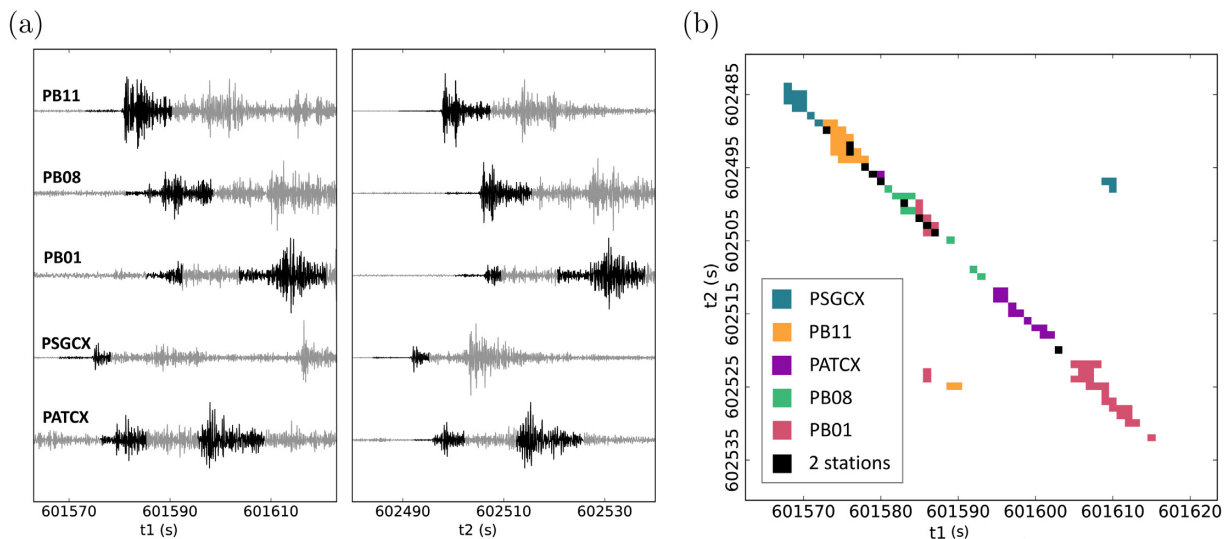 (a)
PB11
PB08
PB01
PSGCX
PATCX
601570 601590 601610
t1 (s)
602490 602510 602530
t2 (s)
(b)
602485
602495
602505
602515
602525
602535
t2 (s)
PSGCX
PB11
PATCX
PB08
PB01
2 stations
601570 601580 601590 601600 601610 601620
t1 (s)